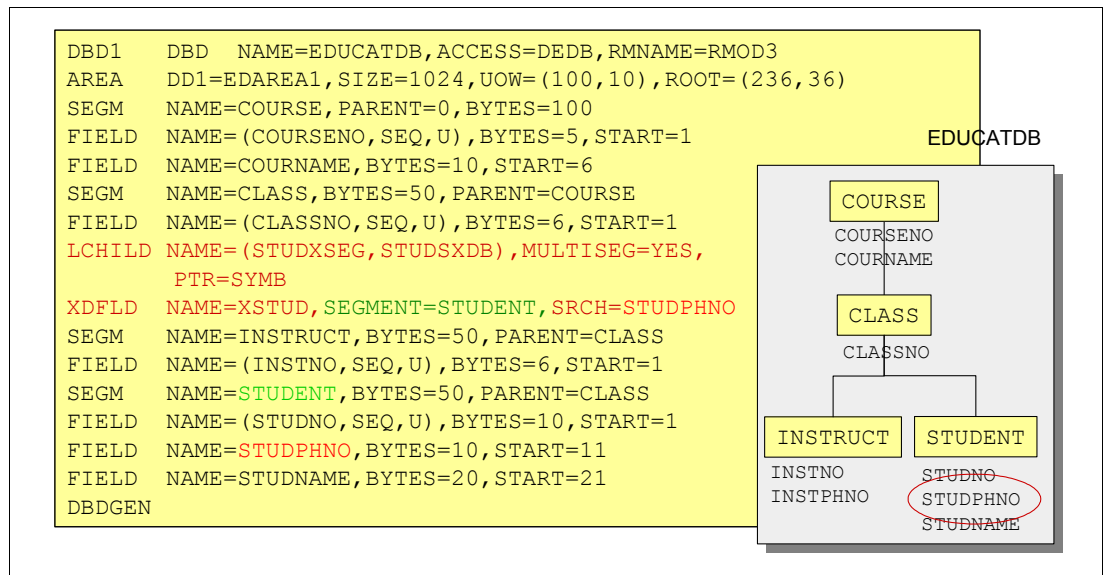 DBD1 DBD NAME=EDUCATDB,ACCESS=DEDB,RMNAME=RMOD3
AREA DD1=EDAREA1,SIZE=1024,UOW=(100,10),ROOT=(236,36)
SEGM NAME=COURSE,PARENT=0,BYTES=100
FIELD NAME=(COURSENO,SEQ,U),BYTES=5,START=1
FIELD NAME=COURNAME,BYTES=10,START=6
SEGM NAME=CLASS,BYTES=50,PARENT=COURSE
FIELD NAME=(CLASSNO,SEQ,U),BYTES=6,START=1
LCHILD NAME=(STUDXSEG,STUDSXDB),MULTISEG=YES,
PTR=SYMB
XDFLD NAME=XSTUD,SEGMENT=STUDENT,SRCH=STUDPHNO
SEGM NAME=INSTRUCT,BYTES=50,PARENT=CLASS
FIELD NAME=(INSTNO,SEQ,U),BYTES=6,START=1
SEGM NAME=STUDENT,BYTES=50,PARENT=CLASS
FIELD NAME=(STUDNO,SEQ,U),BYTES=10,START=1
FIELD NAME=STUDPHNO,BYTES=10,START=11
FIELD NAME=STUDNAME,BYTES=20,START=21
DBDGEN
EDUCATDB
COURSE
COURSENO
COURNAME
CLASS
CLASSNO
INSTRUCT
INSTNO
INSTPHNO
STUDENT
STUDNO
STUDPHNO
STUDNAME